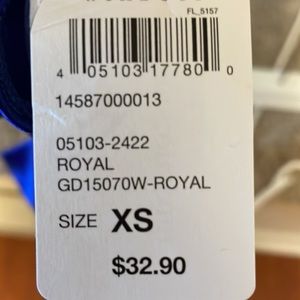 FL_5157
4 05103 17780 0
14587000013
05103-2422
ROYAL
GD15070W-ROYAL
SIZE XS
$32.90